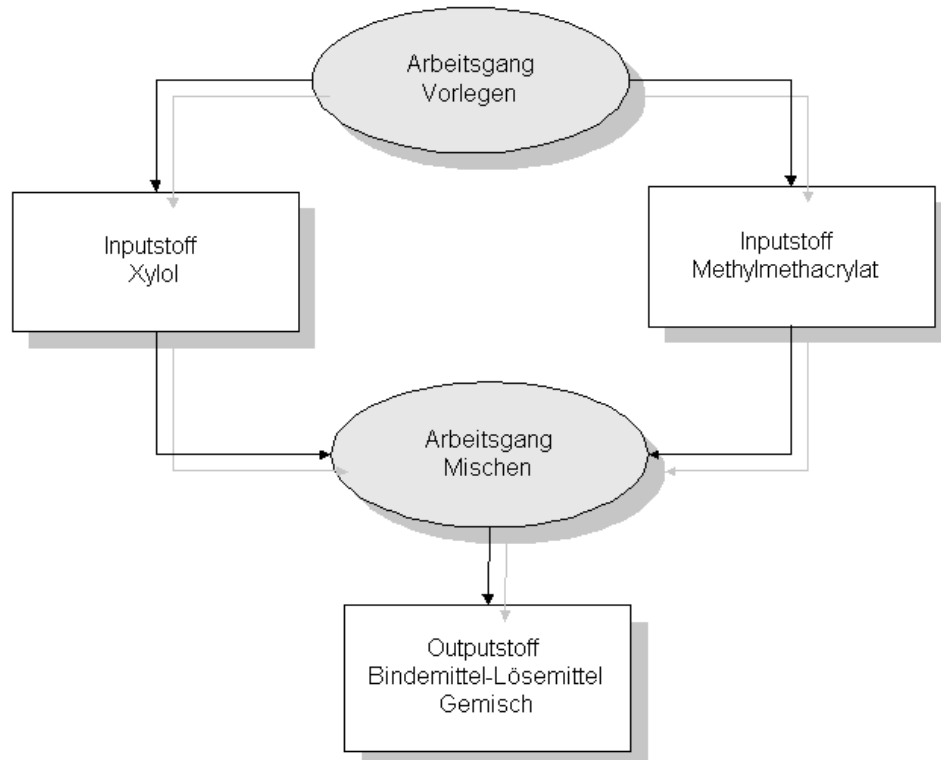 Arbeitsgang
Vorlegen
Inputstoff
Xylol
Inputstoff
Methylmethacrylat
Arbeitsgang
Mischen
Outputstoff
Bindemittel-Lösemittel
Gemisch